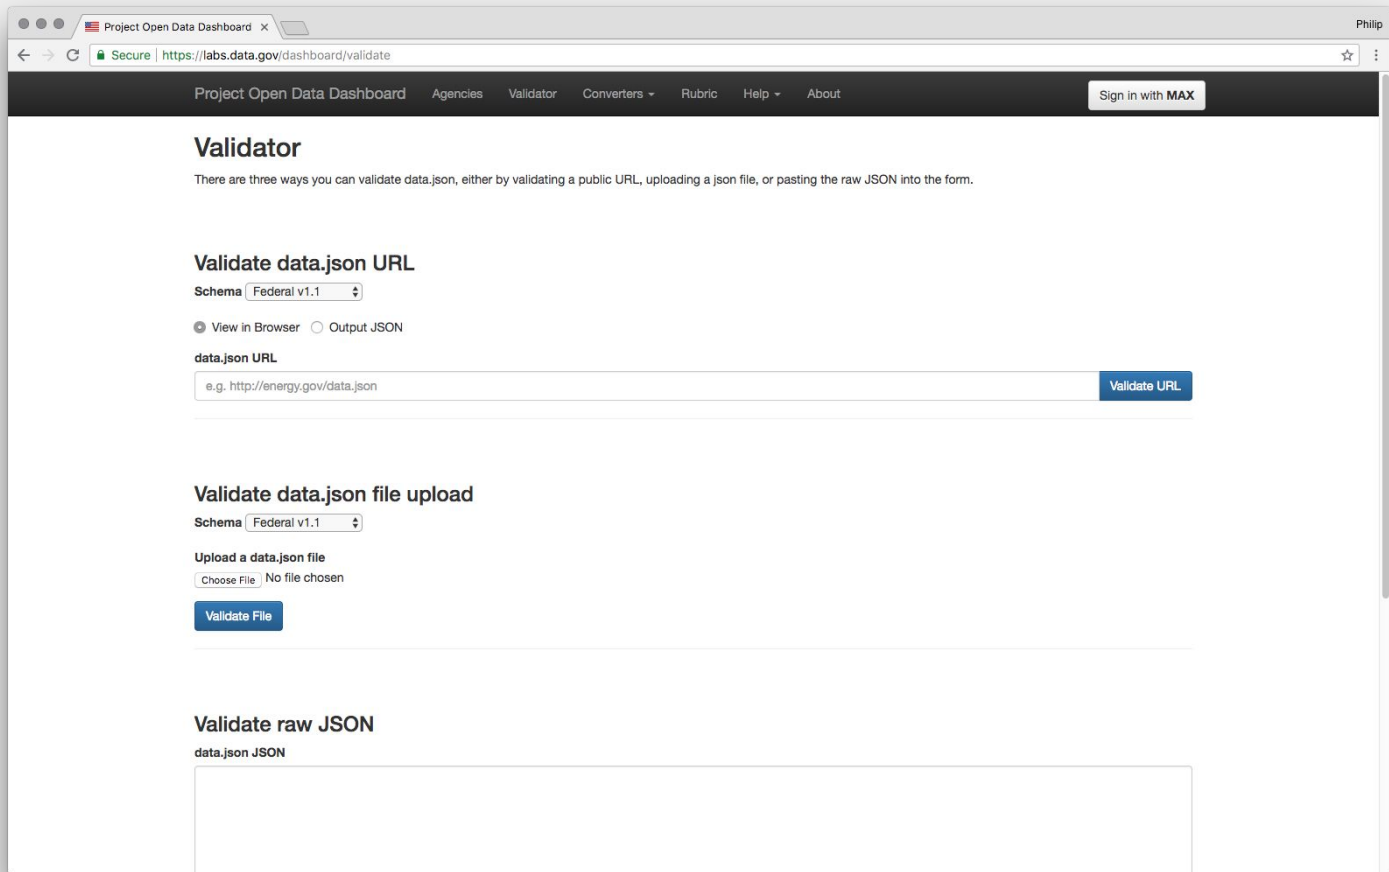 Project Open Data Dashboard
Philip
Secure https://labs.data.gov/dashboard/validate
Project Open Data Dashboard Agencies Validator Converters Rubric Help About Sign in with MAX
Validator
There are three ways you can validate data.json, either by validating a public URL, uploading a json file, or pasting the raw JSON into the form.
Validate data.json URL
Schema Federal v1.1
View in Browser Output JSON
data.json URL
e.g. http://energy.gov/data.json Validate URL
Validate data.json file upload
Schema Federal v1.1
Upload a data.json file
Choose File No file chosen
Validate File
Validate raw JSON
data.json JSON